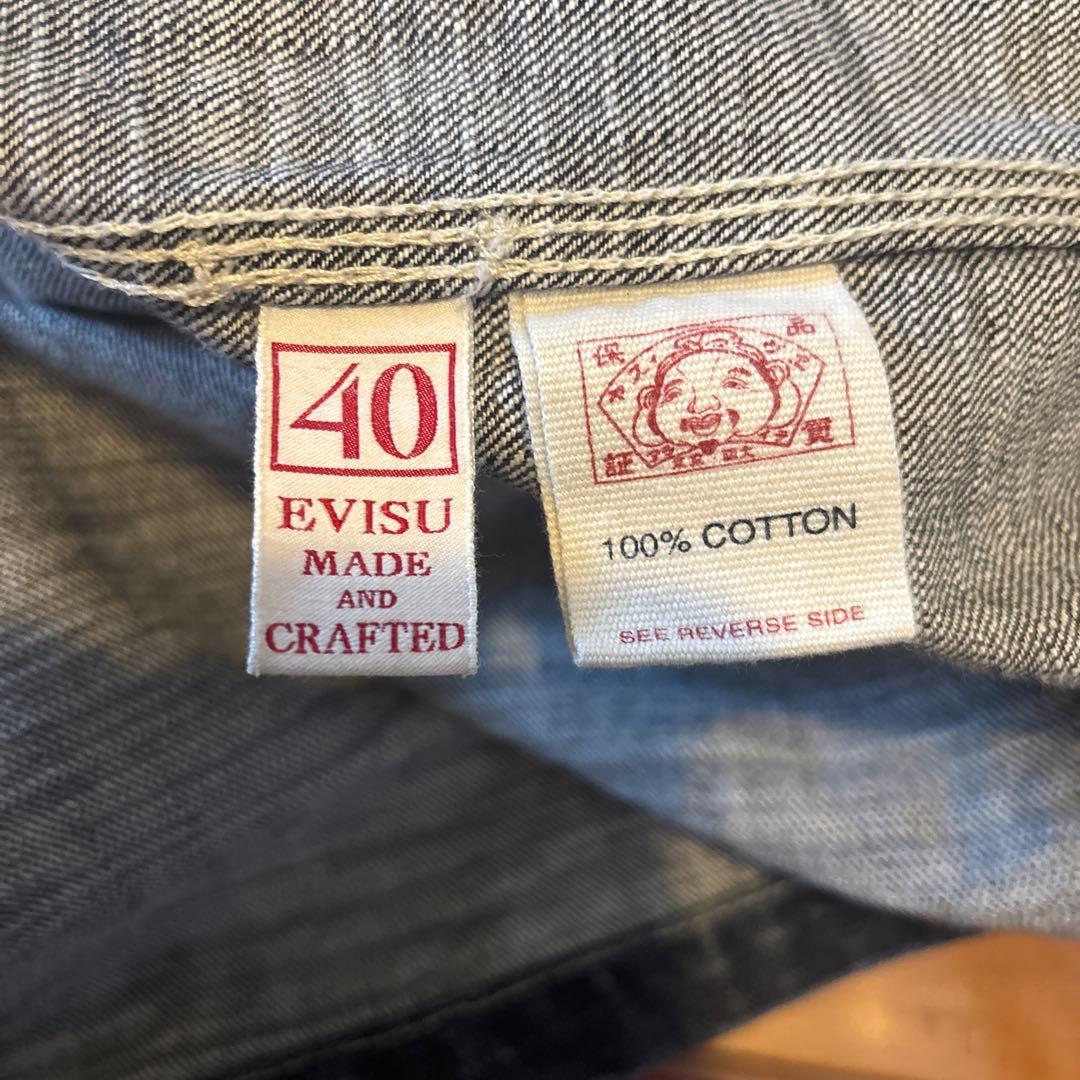 40
EVISU
MADE
AND
CRAFTED
保 品
証 質
100% COTTON
SEE REVERSE SIDE